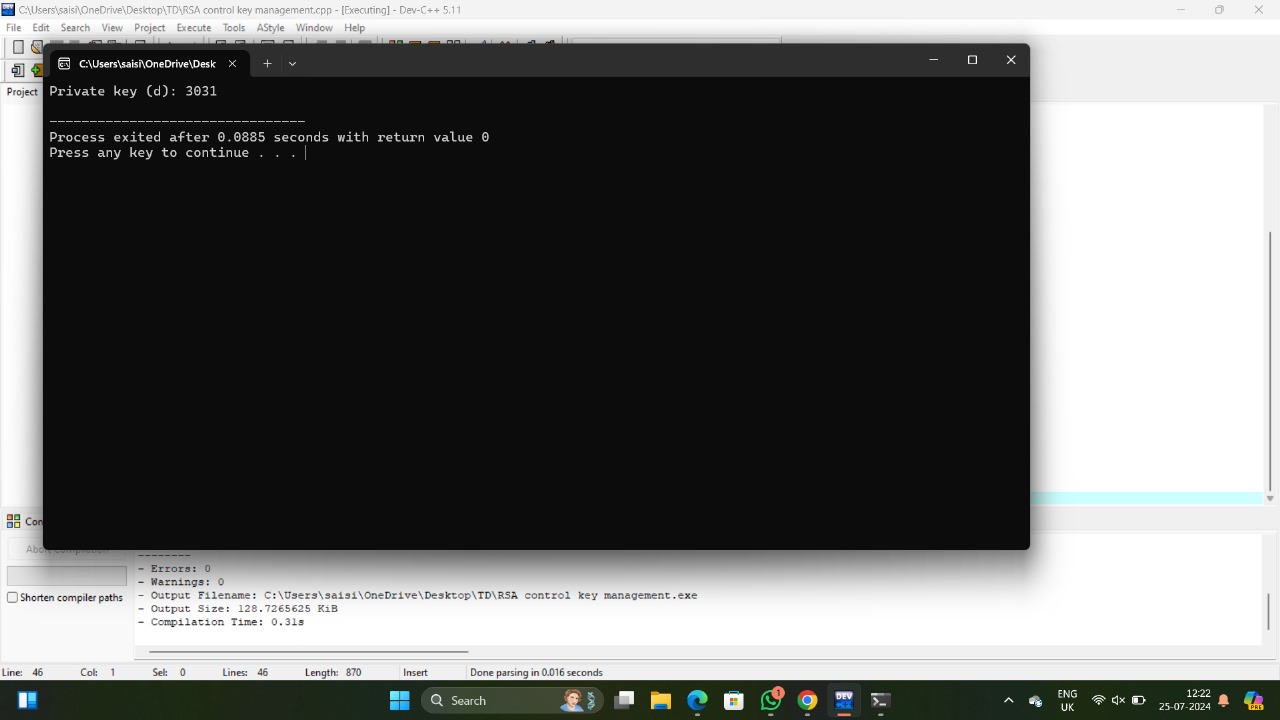 C:\Users\saisi\OneDrive\Desktop\TD\RSA control key management.cpp - [Executing] - Dev-C++ 5.11
File Edit Search View Project Execute Tools AStyle Window Help
C:\Users\saisi\OneDrive\Desk
Project
Private key (d): 3031
--------------------------------
Process exited after 0.0885 seconds with return value 0
Press any key to continue . . .
--------
- Errors: 0
- Warnings: 0
- Output Filename: C:\Users\saisi\OneDrive\Desktop\TD\RSA control key management.exe
- Output Size: 128.7265625 KiB
- Compilation Time: 0.31s
Shorten compiler paths
Line: 46 Col: 1 Sel: 0 Lines: 46 Length: 870 Insert Done parsing in 0.016 seconds
Search
DEV
1
ENG
UK
12:22
25-07-2024
PRE